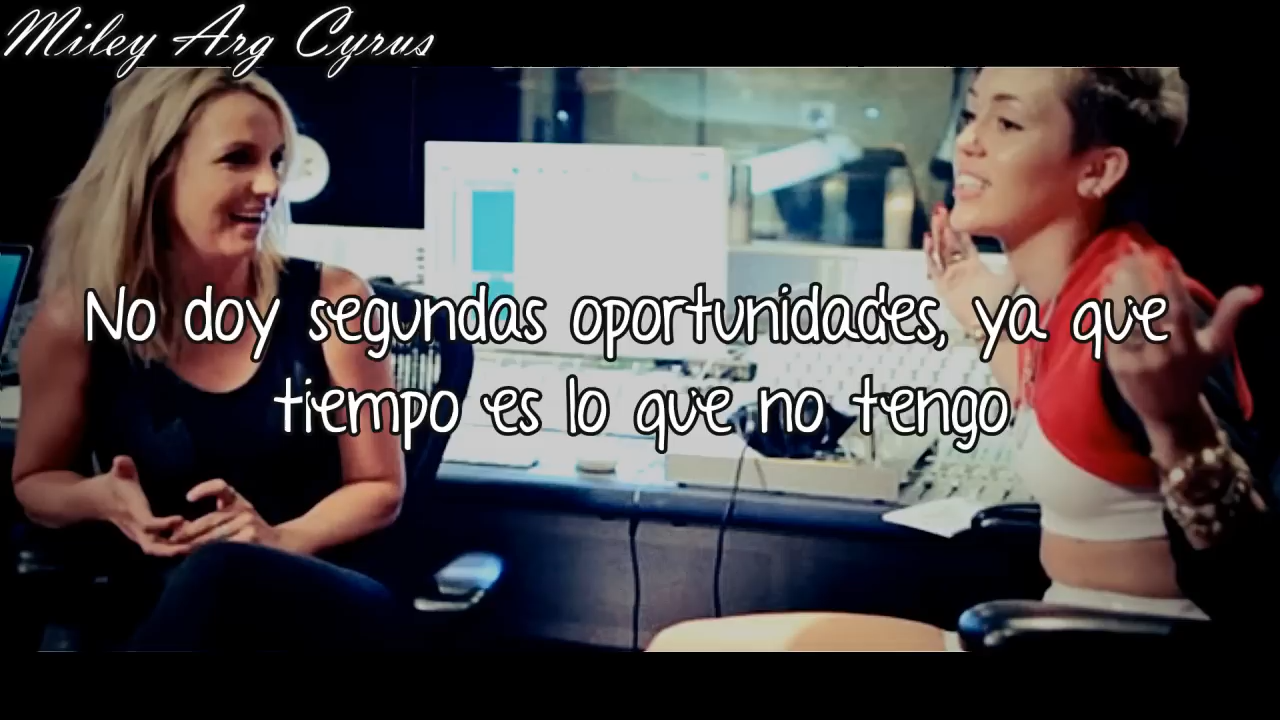 Miley Arg Cyrus
No doy segundas oportunidades, ya que
tiempo es lo que no tengo